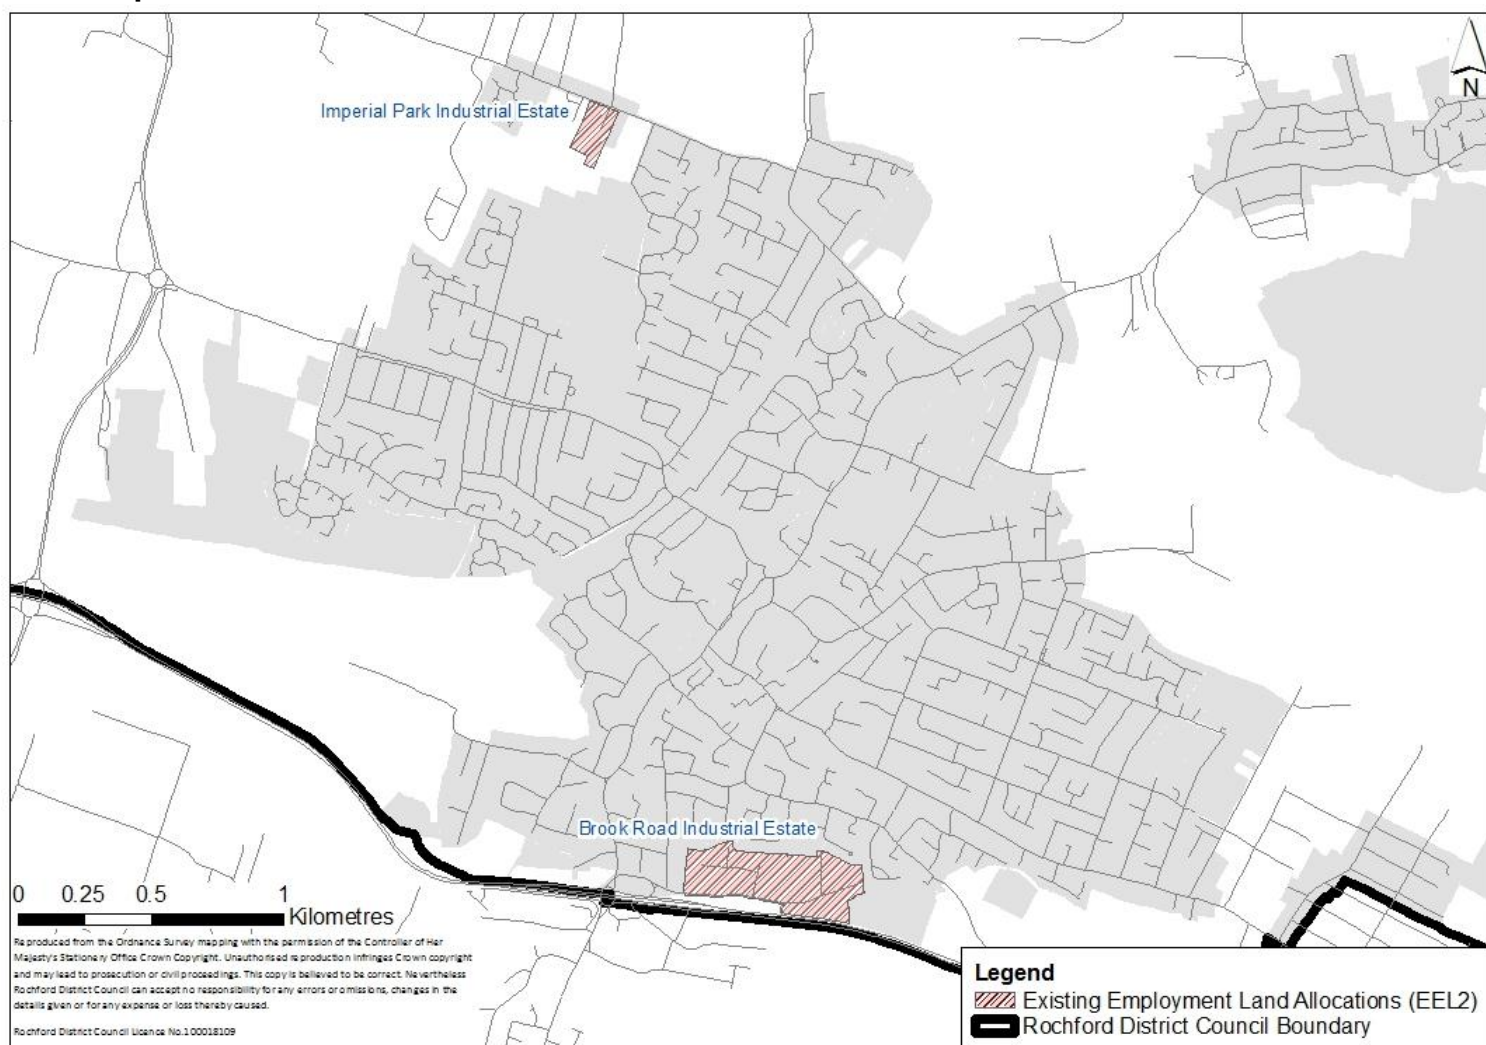 N
Imperial Park Industrial Estate
Brook Road Industrial Estate
0 0.25 0.5 1
Kilometres
Reproduced from the Ordnance Survey mapping with the permission of the Controller of Her
Majesty's Stationery Office Crown Copyright. Unauthorised reproduction infringes Crown copyright
and may lead to prosecution or civil proceedings. This copy is believed to be correct. Nevertheless
Rochford District Council can accept no responsibility for any errors or omissions, changes in the
details given or for any expense or loss thereby caused.
Rochford District Council Licence No.100018109
Legend
Existing Employment Land Allocations (EEL2)
Rochford District Council Boundary